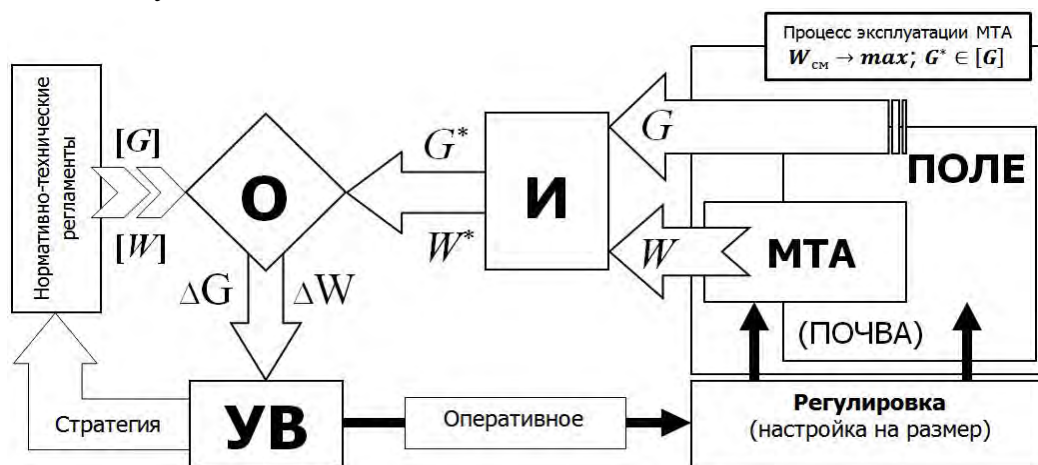 Процесс эксплуатации МТА
Wсм → max; G* ∈ [G]
Нормативно-технические
регламенты
[G]
[W]
О
G*
W*
И
G
W
ПОЛЕ
МТА
(ПОЧВА)
ΔG
ΔW
Стратегия
УВ
Оперативное
Регулировка
(настройка на размер)